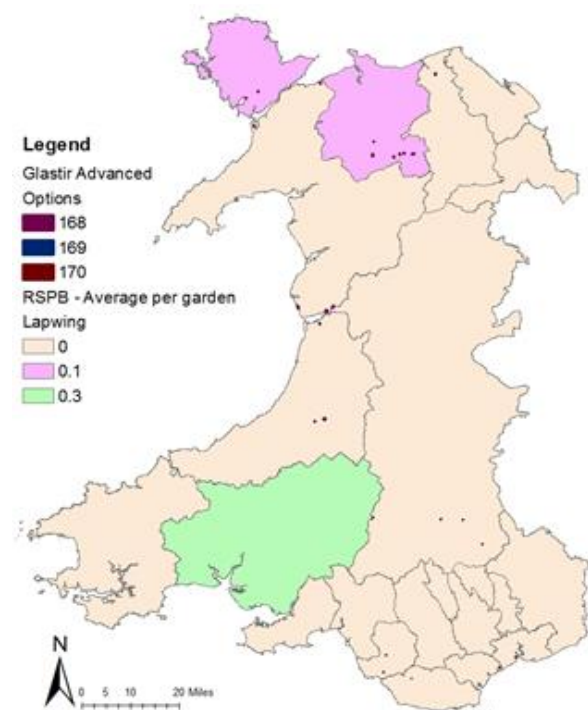 Legend
Glastir Advanced
Options
168
169
170
RSPB - Average per garden
Lapwing
0
0.1
0.3
N
0 5 10 20 Miles